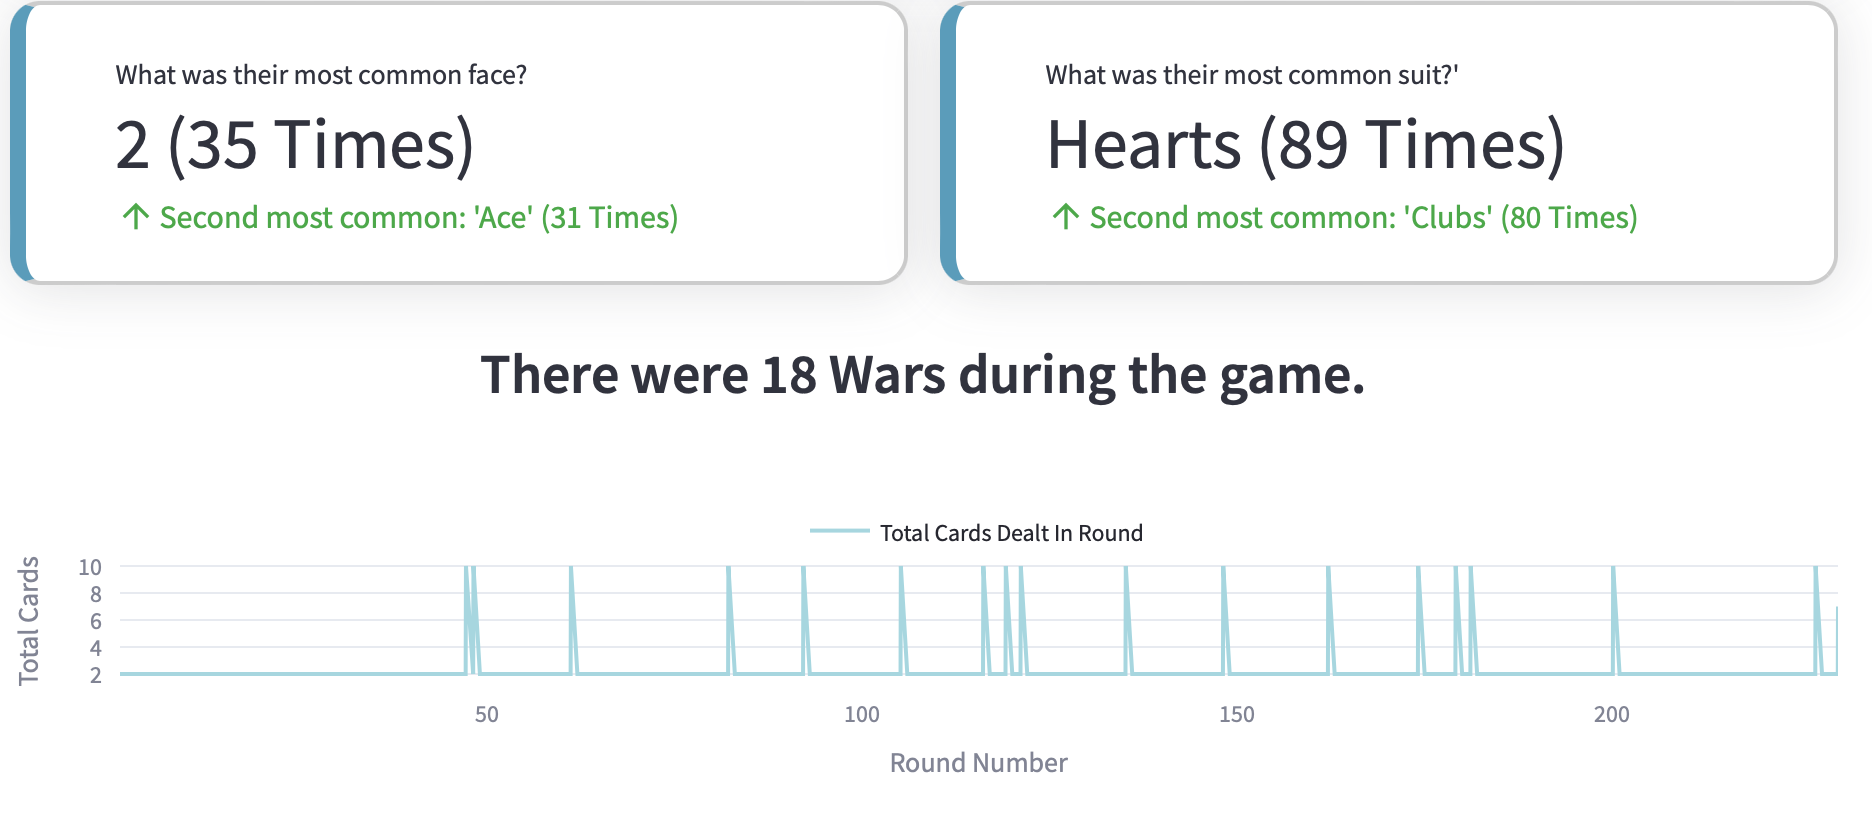 What was their most common face?
2 (35 Times)
↑ Second most common: 'Ace' (31 Times)
What was their most common suit?'
Hearts (89 Times)
↑ Second most common: 'Clubs' (80 Times)
There were 18 Wars during the game.
Total Cards Dealt In Round
Total Cards
10
8
6
4
2
50 100 150 200
Round Number